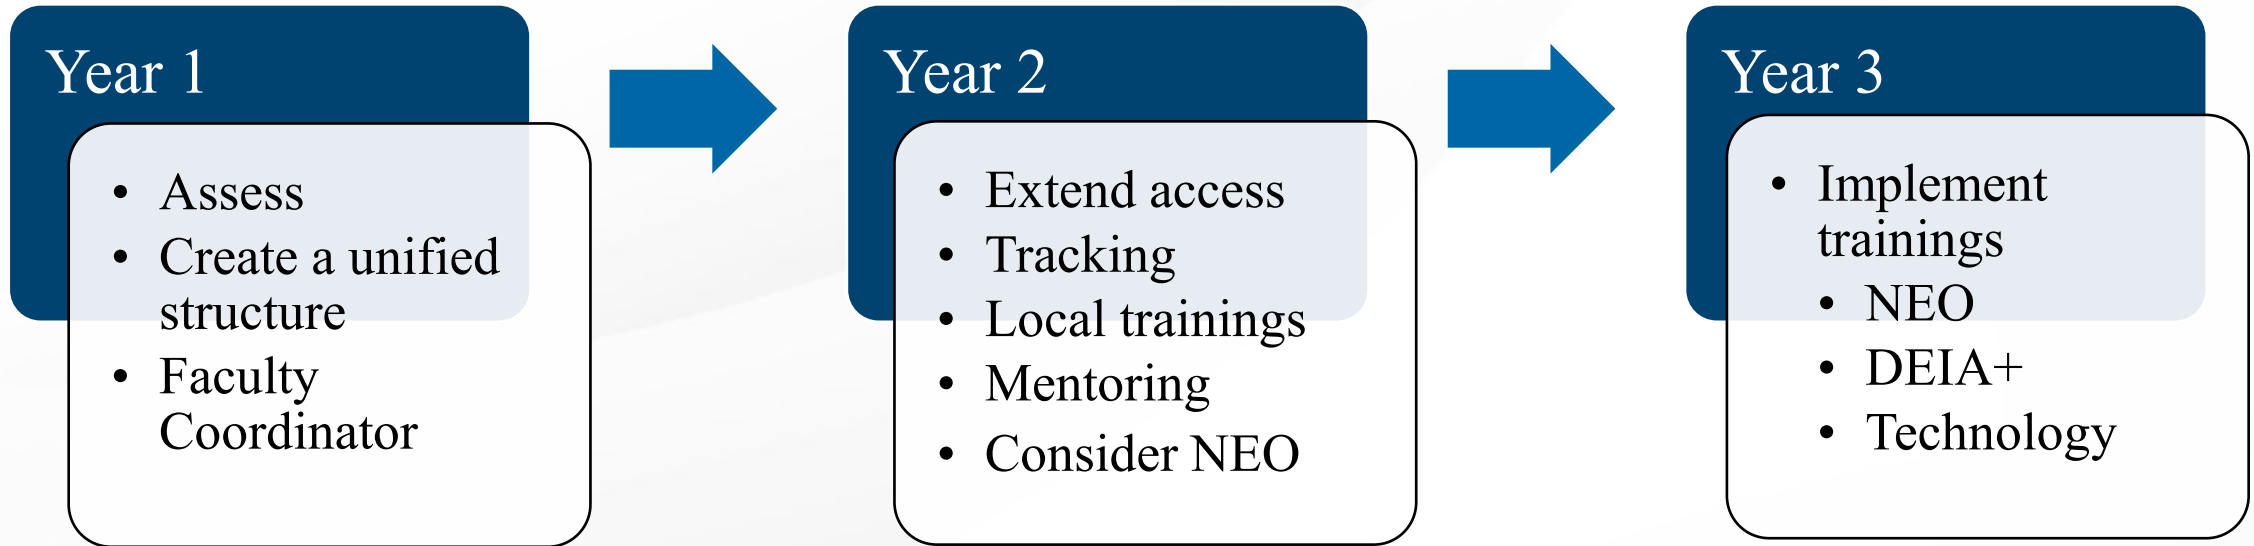 Year 1
• Assess
• Create a unified
structure
• Faculty
Coordinator
Year 2
• Extend access
• Tracking
• Local trainings
• Mentoring
• Consider NEO
Year 3
• Implement
trainings
• NEO
• DEIA+
• Technology